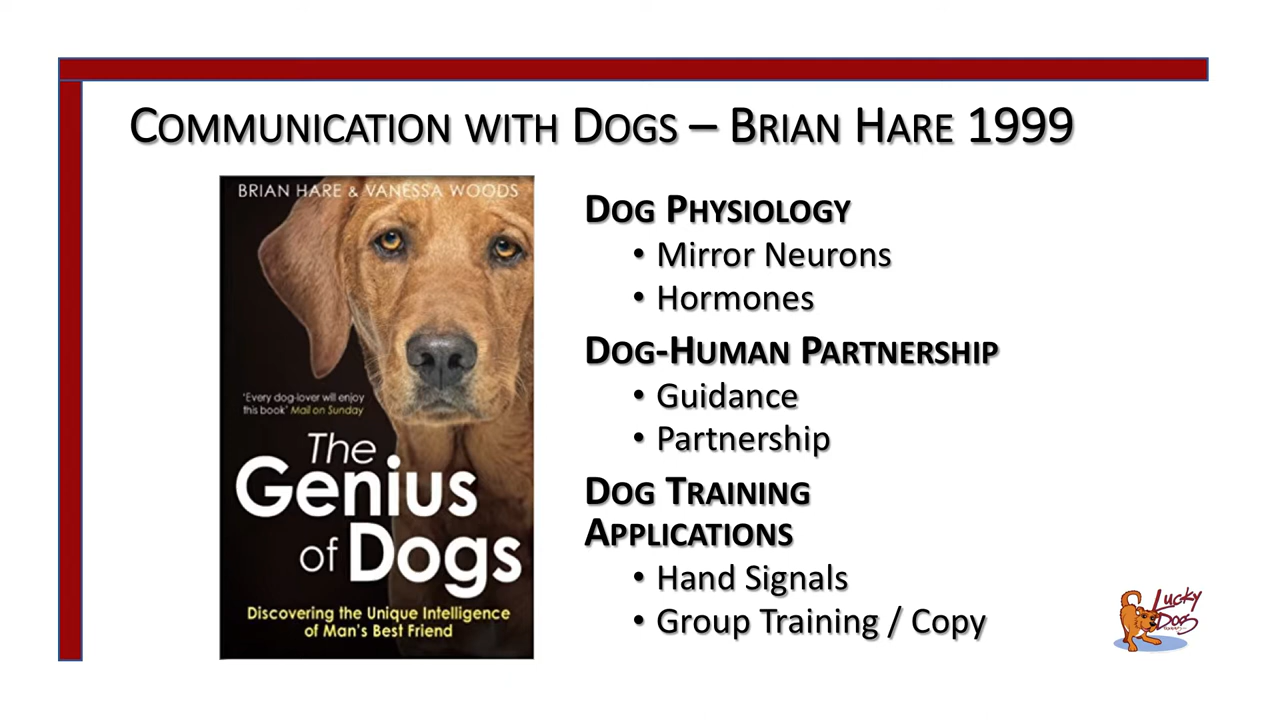 COMMUNICATION WITH DOGS – BRIAN HARE 1999
BRIAN HARE & VANESSA WOODS
'Every dog-lover will enjoy
this book' Mail on Sunday
The
Genius
of Dogs
Discovering the Unique Intelligence
of Man's Best Friend
DOG PHYSIOLOGY
• Mirror Neurons
• Hormones
DOG-HUMAN PARTNERSHIP
• Guidance
• Partnership
DOG TRAINING
APPLICATIONS
• Hand Signals
• Group Training / Copy
Lucky
Dogs